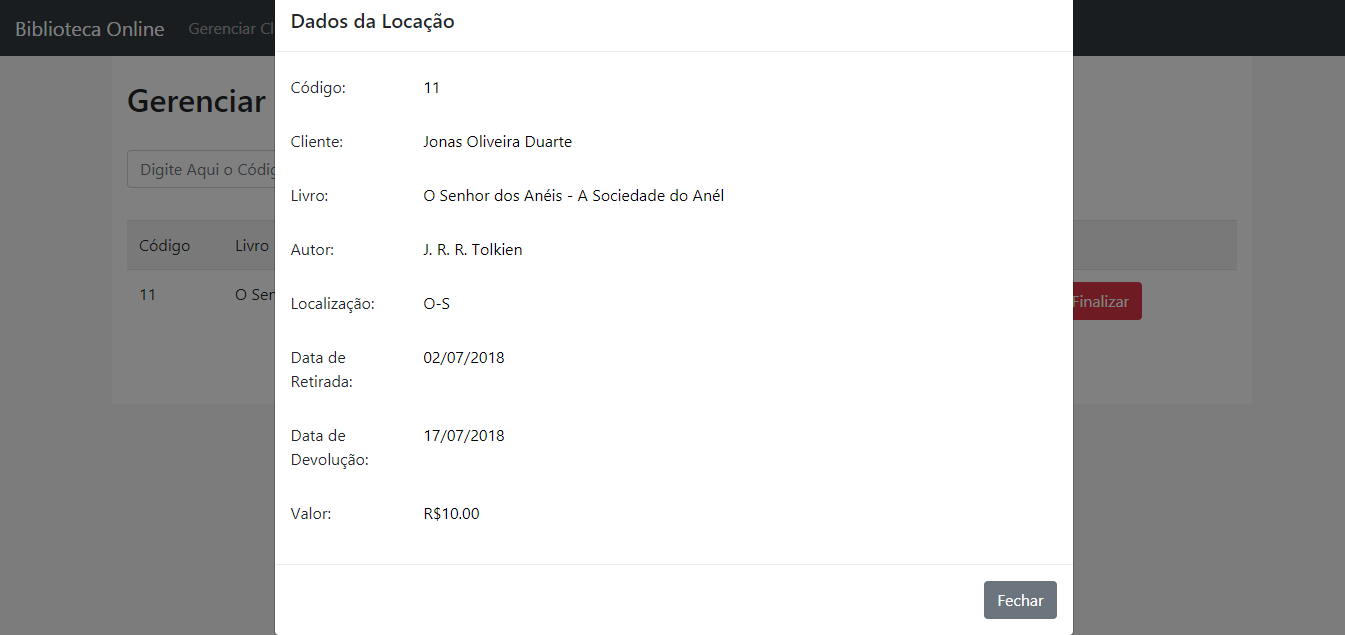 Biblioteca Online
Gerenciar Cl
Dados da Locação
Gerenciar
Digite Aqui o Códig
Código Livro
11 O Ser
Finalizar
Código: 11
Cliente: Jonas Oliveira Duarte
Livro: O Senhor dos Anéis - A Sociedade do Anél
Autor: J. R. R. Tolkien
Localização: O-S
Data de 02/07/2018
Retirada:
Data de 17/07/2018
Devolução:
Valor: R$10.00
Fechar